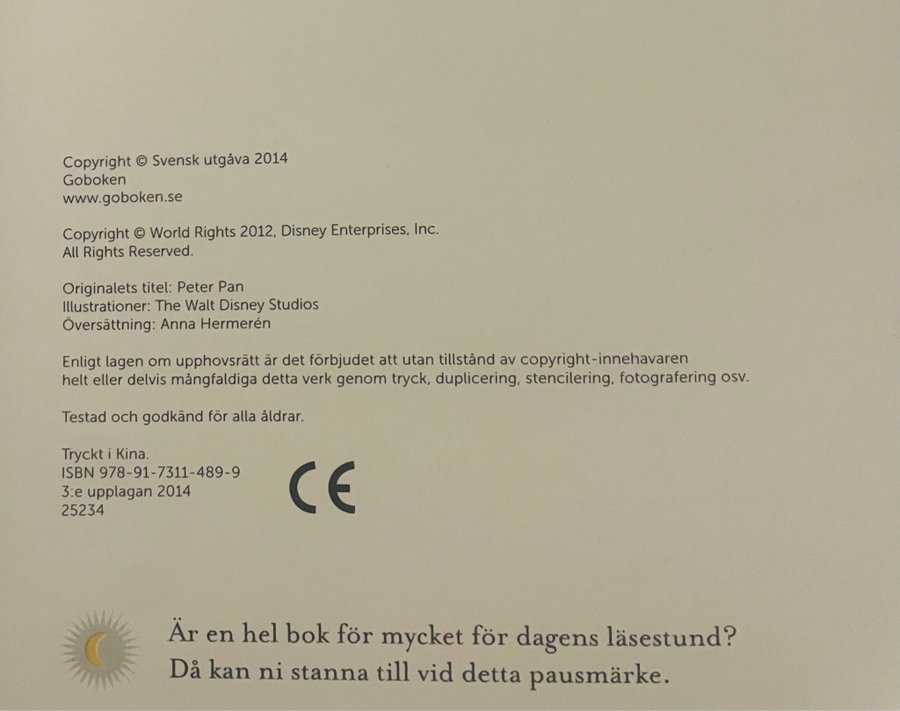 Copyright © Svensk utgåva 2014
Goboken
www.goboken.se
Copyright © World Rights 2012, Disney Enterprises, Inc.
All Rights Reserved.
Originalets titel: Peter Pan
Illustrationer: The Walt Disney Studios
Översättning: Anna Hermerén
Enligt lagen om upphovsrätt är det förbjudet att utan tillstånd av copyright-innehavaren
helt eller delvis mångfaldiga detta verk genom tryck, duplicering, stencilering, fotografering osv.
Testad och godkänd för alla åldrar.
Tryckt i Kina.
ISBN 978-91-7311-489-9
3:e upplagan 2014
25234
CE
Är en hel bok för mycket för dagens läsestund?
Då kan ni stanna till vid detta pausmärke.